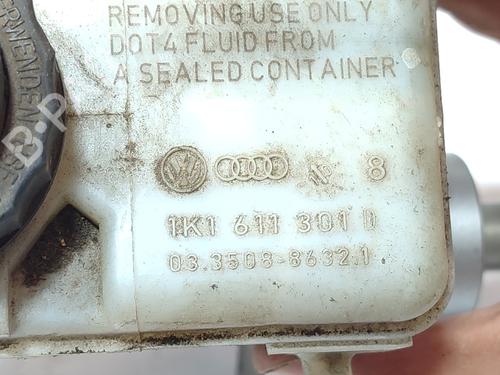 REMOVING USE ONLY
DOT4 FLUID FROM
A SEALED CONTAINER
8
1K1 611 301 D
03.3508-8632.1